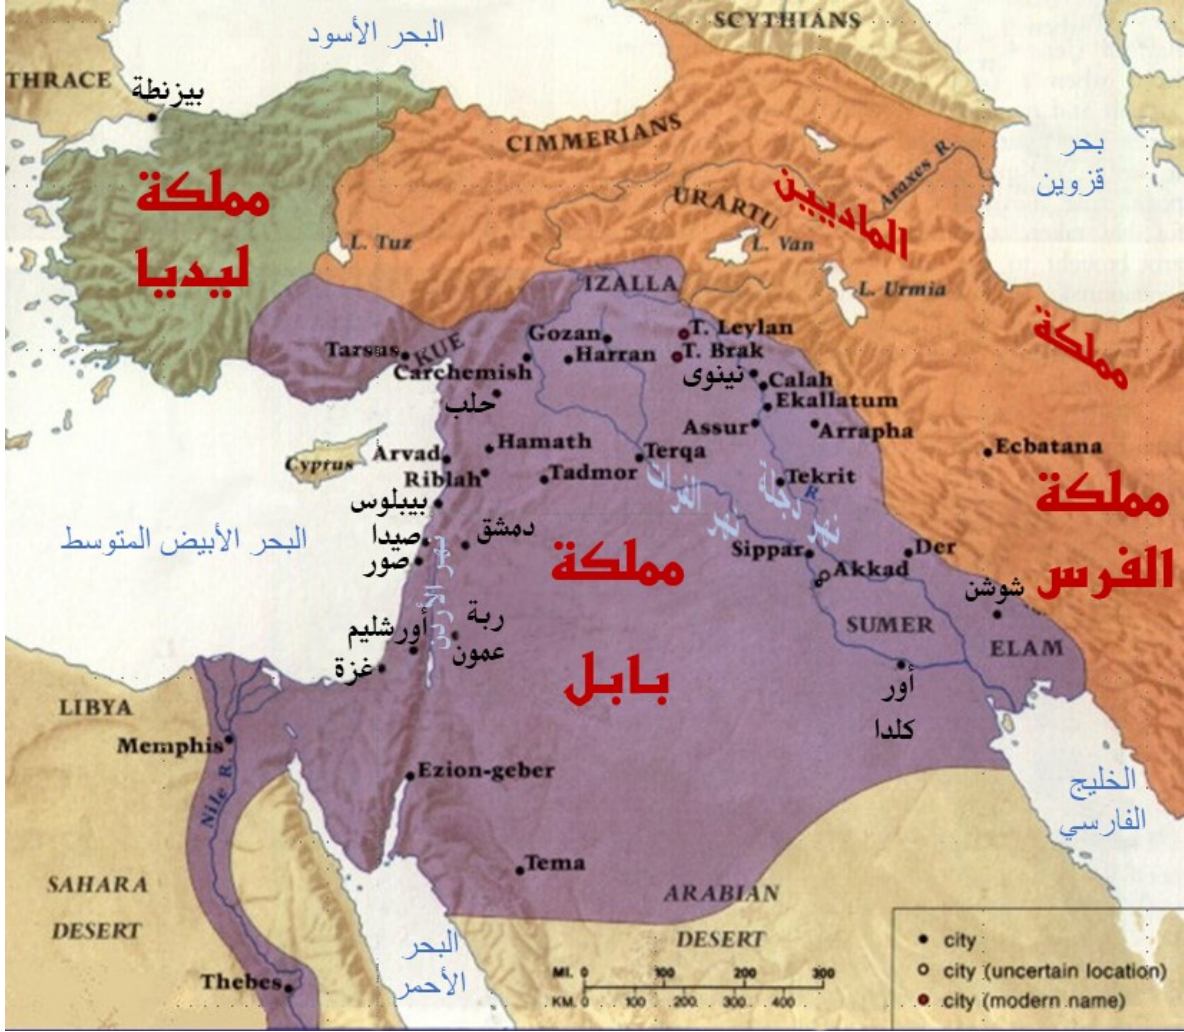 SCYTHIANS
البحر الأسود
THRACE
بيزنطة
CIMMERIANS
بحر
قزوين
Araxes R.
مملكة
ليديا
URARTU
الماديين
L. Tuz
L. Van
IZALLA
L. Urmia
مملكة
Gozan
T. Leylan
Tarsus
KUE
Harran
T. Brak
Carchemish
نينوى
Calah
حلب
Ekallatum
Assur
Arrapha
Hamath
Arvad
Cyprus
Terqa
Ecbatana
Riblah
Tadmor
Tekrit
نهر الفرات
نهر دجلة
R.
مملكة
الفرس
بيبلوس
صيدا
دمشق
صور
البحر الأبيض المتوسط
نهر الأردن
مملكة
بابل
Sippar
Der
Akkad
شوشن
ربة
عمون
أورشليم
غزة
SUMER
ELAM
أور
كلدا
LIBYA
Memphis
Nile R.
Ezion-geber
الخليج
الفارسي
Tema
SAHARA
DESERT
ARABIAN
DESERT
البحر
الأحمر
Thebes
MI. 0 100 200 300
KM. 0 100 200 300 400
city
city (uncertain location)
city (modern name)